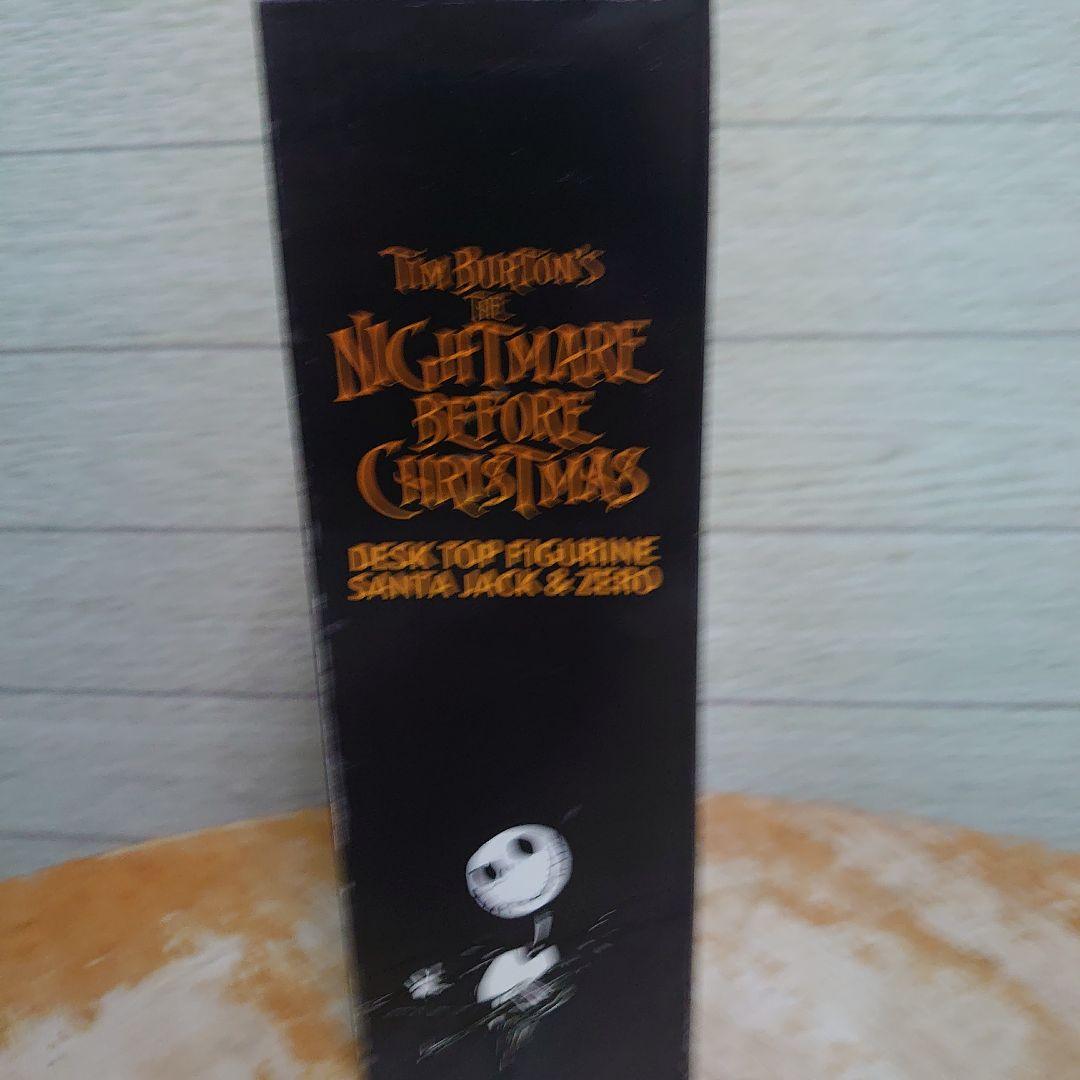 TIM BURTON'S
THE
NIGHTMARE
BEFORE
CHRISTMAS
DESK TOP FIGURINE
SANTA JACK & ZERO